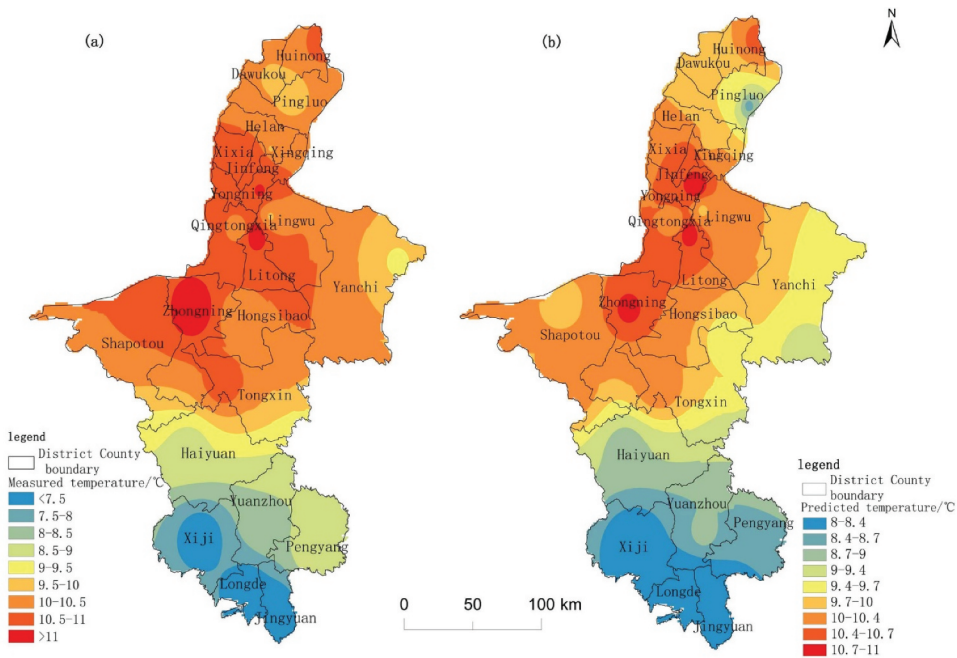 (a)
Huinong
Dawukou
Pingluo
Helan
Xixia
Xingqing
Jinfeng
Yongning
Lingwu
Qingtongxia
Litong
Yanchi
Zhongning
Hongsibao
Shapotou
Tongxin
Haiyuan
Yuanzhou
Pengyang
Xiji
Longde
Jingyuan
legend
District County
boundary
Measured temperature/℃
<7.5
7.5-8
8-8.5
8.5-9
9-9.5
9.5-10
10-10.5
10.5-11
>11
0 50 100 km
(b)
N
Huinong
Dawukou
Pingluo
Helan
Xixia
Xingqing
Jinfeng
Yongning
Lingwu
Qingtongxia
Litong
Yanchi
Zhongning
Hongsibao
Shapotou
Tongxin
Haiyuan
Yuanzhou
Pengyang
Xiji
Longde
Jingyuan
legend
District County
boundary
Predicted temperature/℃
8-8.4
8.4-8.7
8.7-9
9-9.4
9.4-9.7
9.7-10
10-10.4
10.4-10.7
10.7-11